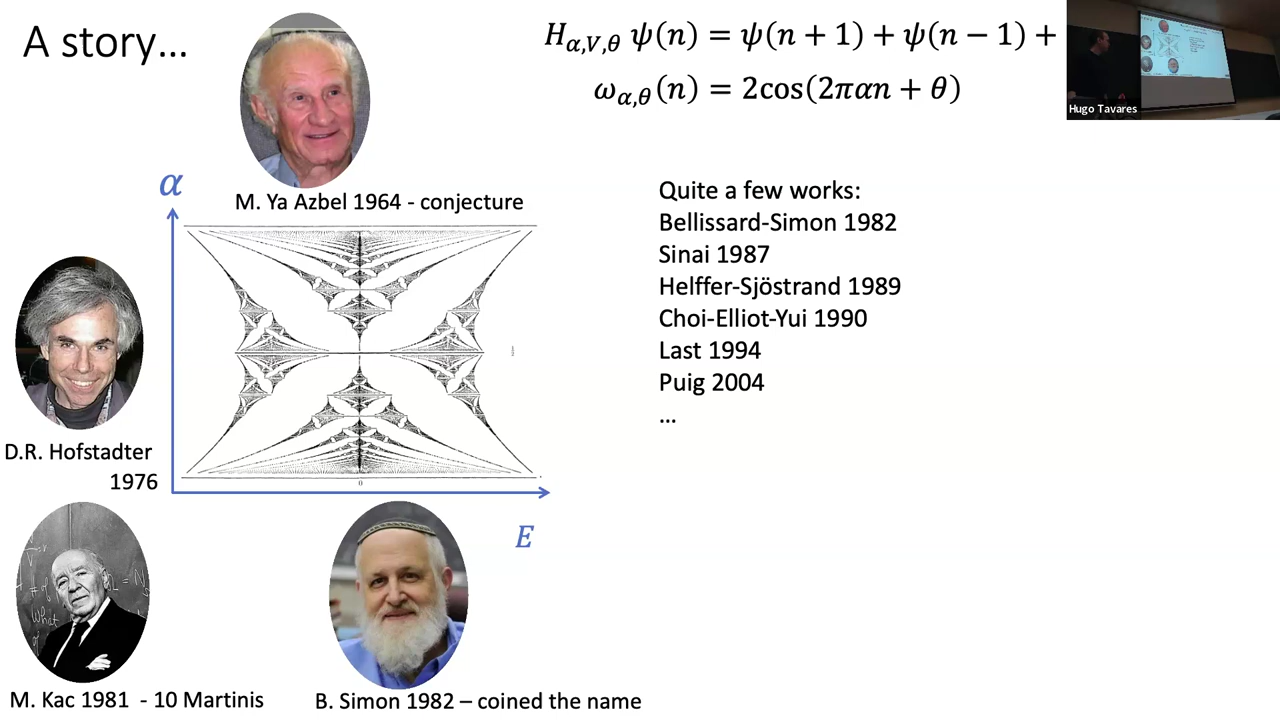 A story...
H_{α,V,θ} ψ(n) = ψ(n + 1) + ψ(n − 1) +
ω_{α,θ}(n) = 2cos(2παn + θ)
Hugo Tavares
M. Ya Azbel 1964 - conjecture
α
E
0
D.R. Hofstadter
1976
M. Kac 1981 - 10 Martinis
B. Simon 1982 – coined the name
Quite a few works:
Bellissard-Simon 1982
Sinai 1987
Helffer-Sjöstrand 1989
Choi-Elliot-Yui 1990
Last 1994
Puig 2004
...